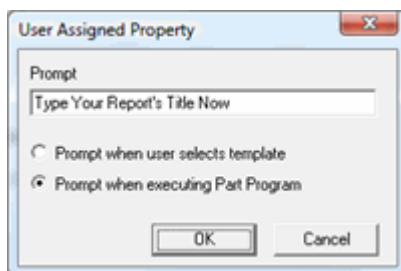 User Assigned Property
Prompt
Type Your Report's Title Now
Prompt when user selects template
Prompt when executing Part Program
OK Cancel